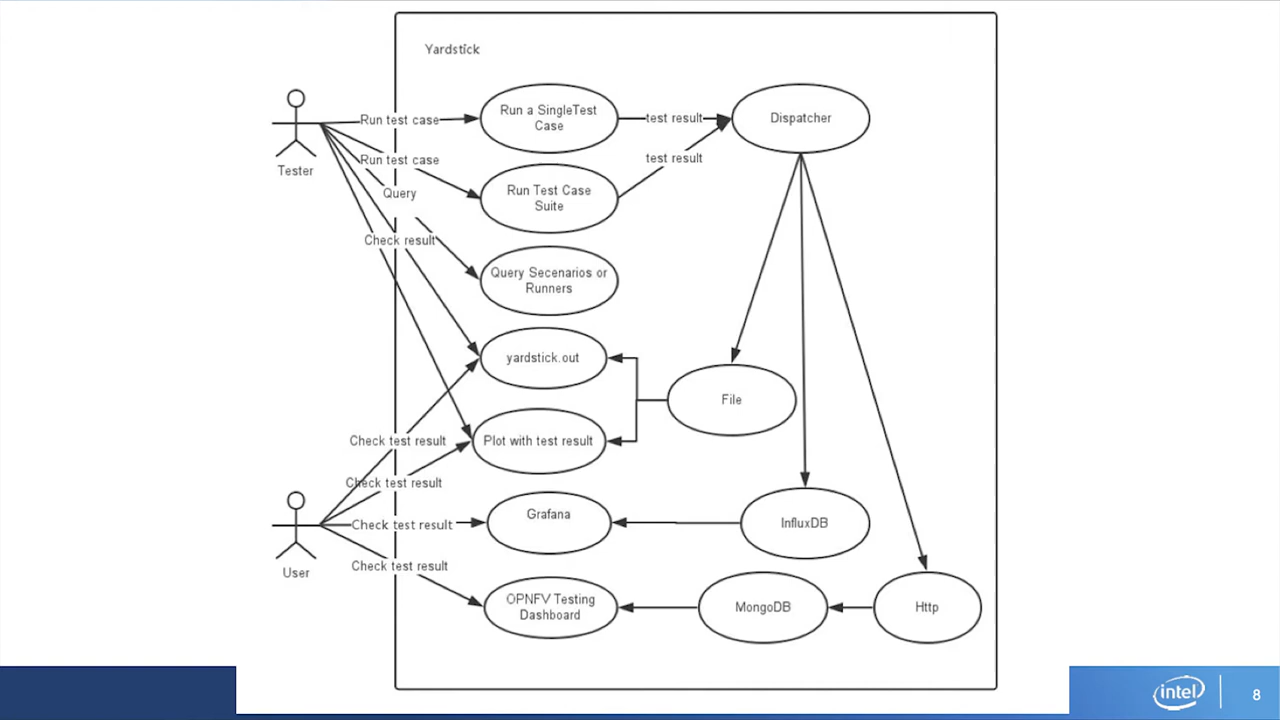 Yardstick
Run a SingleTest
Case
Run test case
test result
Dispatcher
Tester
Run test case
test result
Run Test Case
Suite
Query
Check result
Query Secenarios or
Runners
yardstick.out
File
Check test result
Plot with test result
Check test result
Grafana
Check test result
InfluxDB
User
Check test result
OPNFV Testing
Dashboard
MongoDB
Http
intel
8